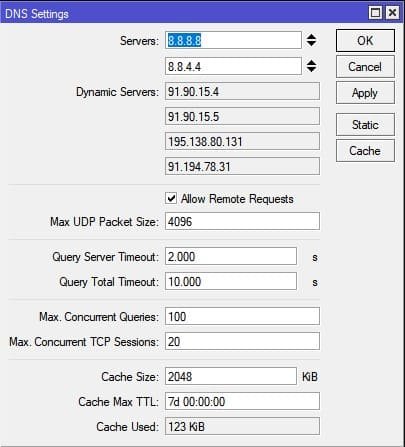 DNS Settings
Servers: 8.8.8.8 OK
8.8.4.4 Cancel
Dynamic Servers: 91.90.15.4 Apply
91.90.15.5 Static
195.138.80.131 Cache
91.194.78.31
Allow Remote Requests
Max UDP Packet Size: 4096
Query Server Timeout: 2.000 s
Query Total Timeout: 10.000 s
Max. Concurrent Queries: 100
Max. Concurrent TCP Sessions: 20
Cache Size: 2048 KiB
Cache Max TTL: 7d 00:00:00
Cache Used: 123 KiB